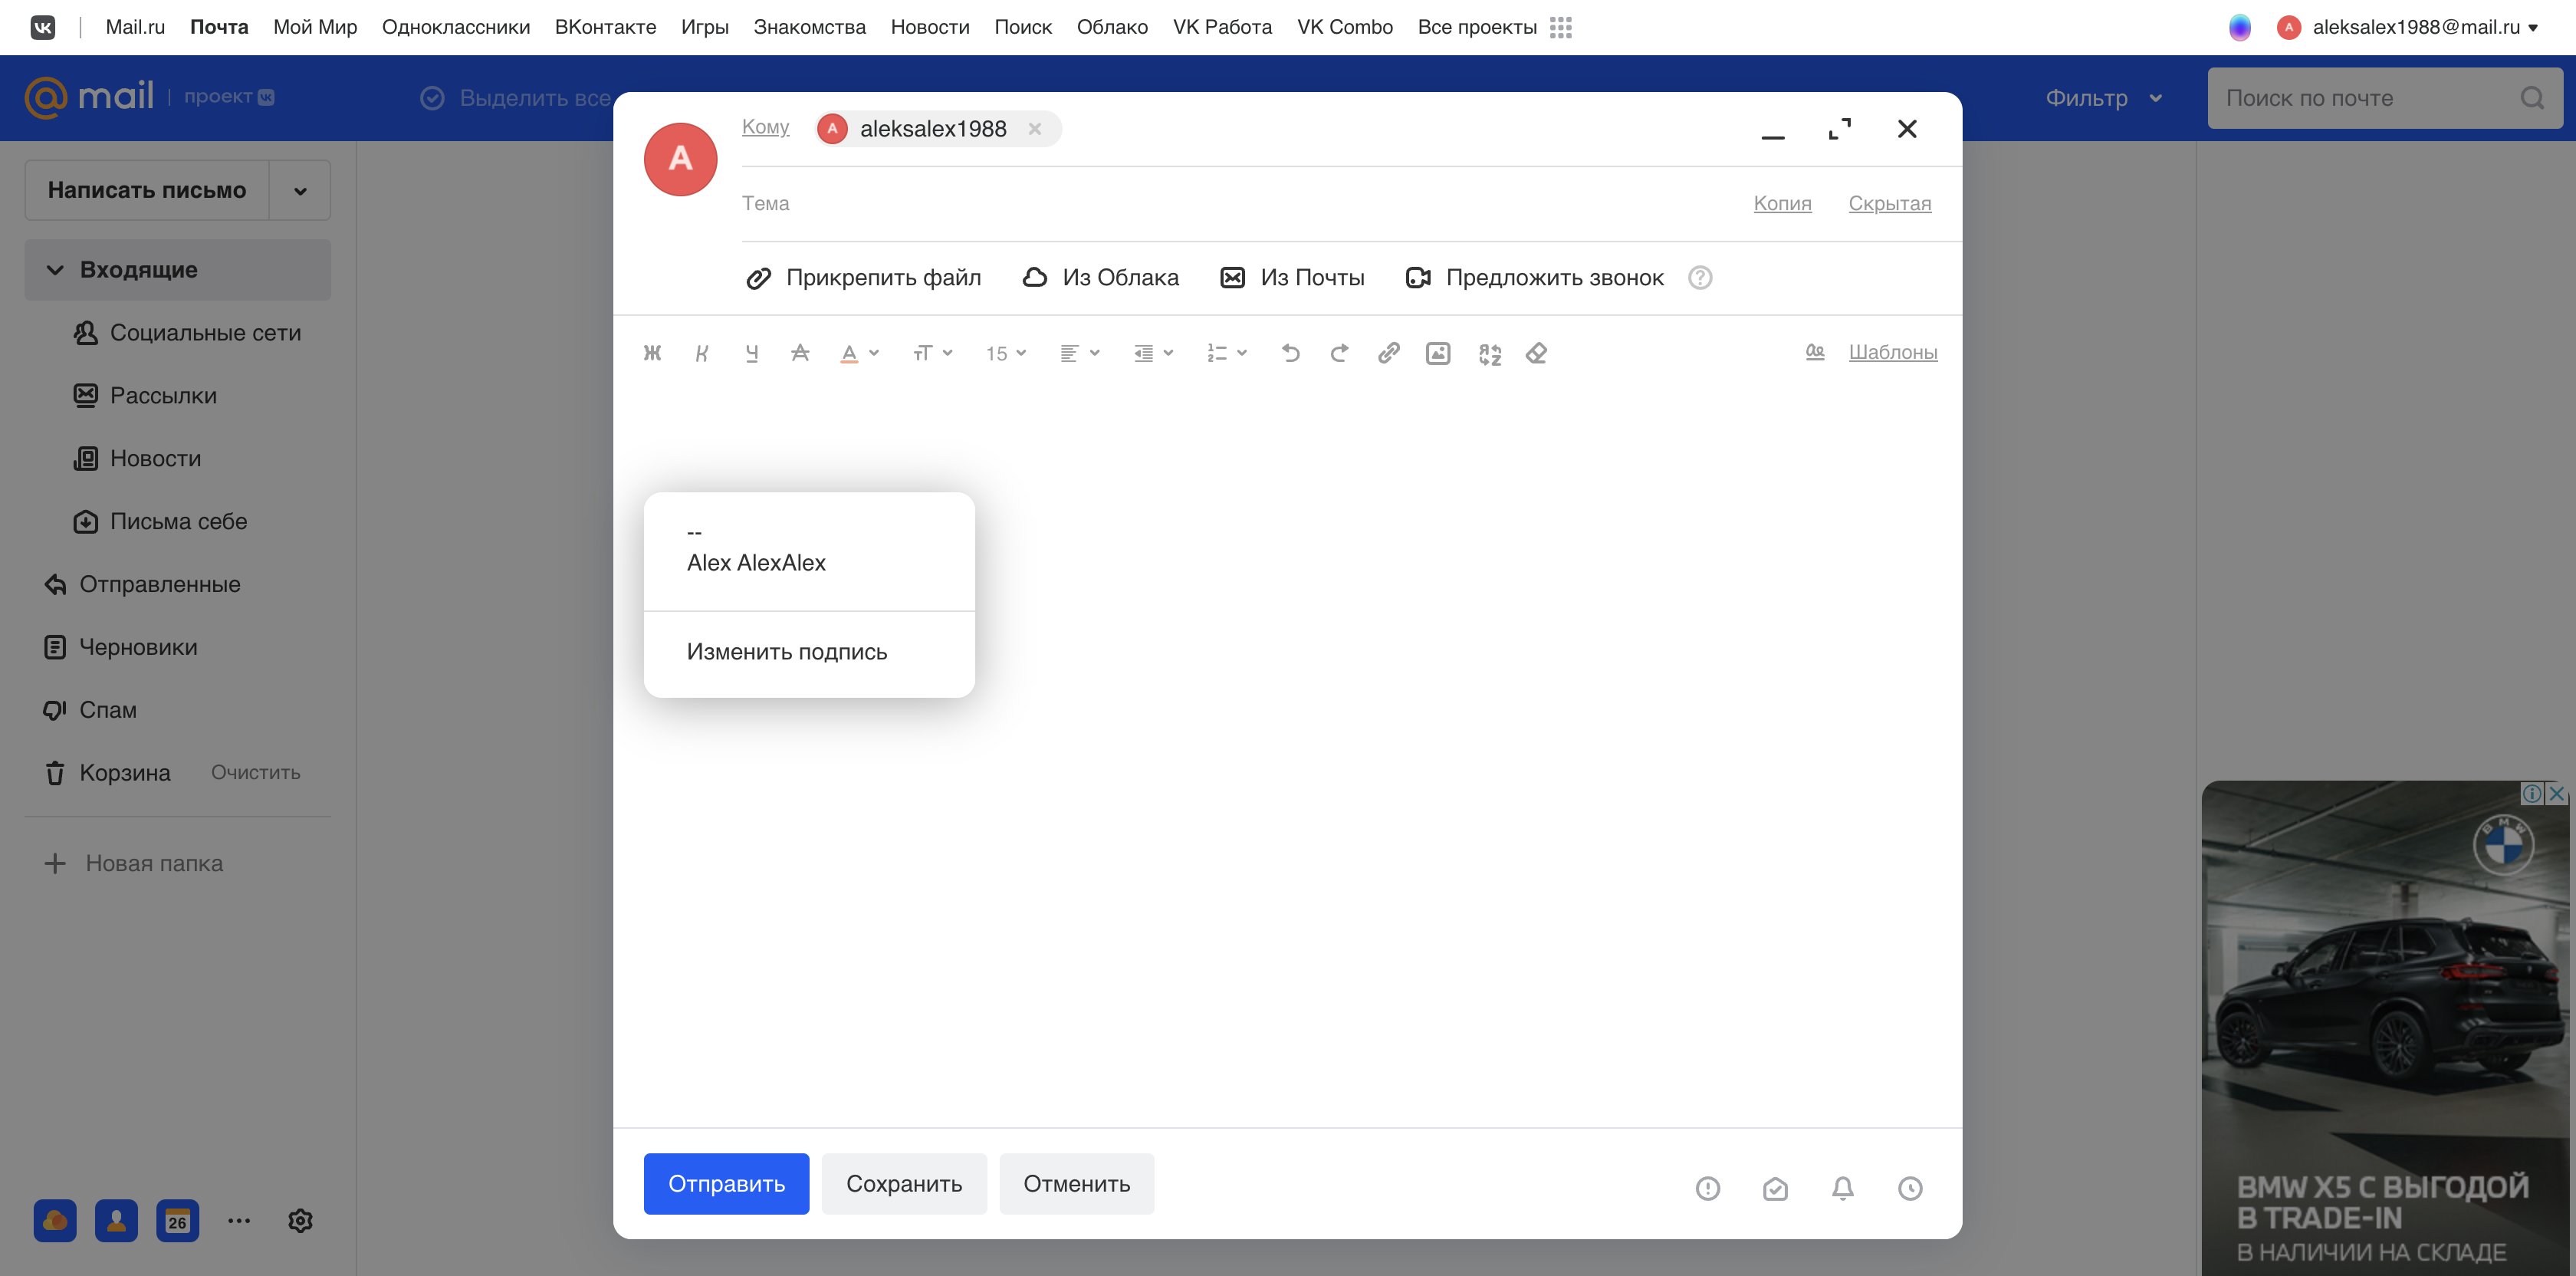 Mail.ru Почта Мой Мир Одноклассники ВКонтакте Игры Знакомства Новости Поиск Облако VK Работа VK Combo Все проекты
A aleksalex1988@mail.ru
mail проект
Выделить все
Фильтр
Поиск по почте
Написать письмо
Входящие
Социальные сети
Рассылки
Новости
Письма себе
Отправленные
Черновики
Спам
Корзина Очистить
Новая папка
26
A
Кому A aleksalex1988
Тема Копия Скрытая
Прикрепить файл Из Облака Из Почты Предложить звонок ?
Ж К Ч А А тТ 15 Шаблоны
--
Alex AlexAlex
Изменить подпись
Отправить Сохранить Отменить
BMW
BMW X5 С ВЫГОДОЙ
В TRADE-IN
В НАЛИЧИИ НА СКЛАДЕ